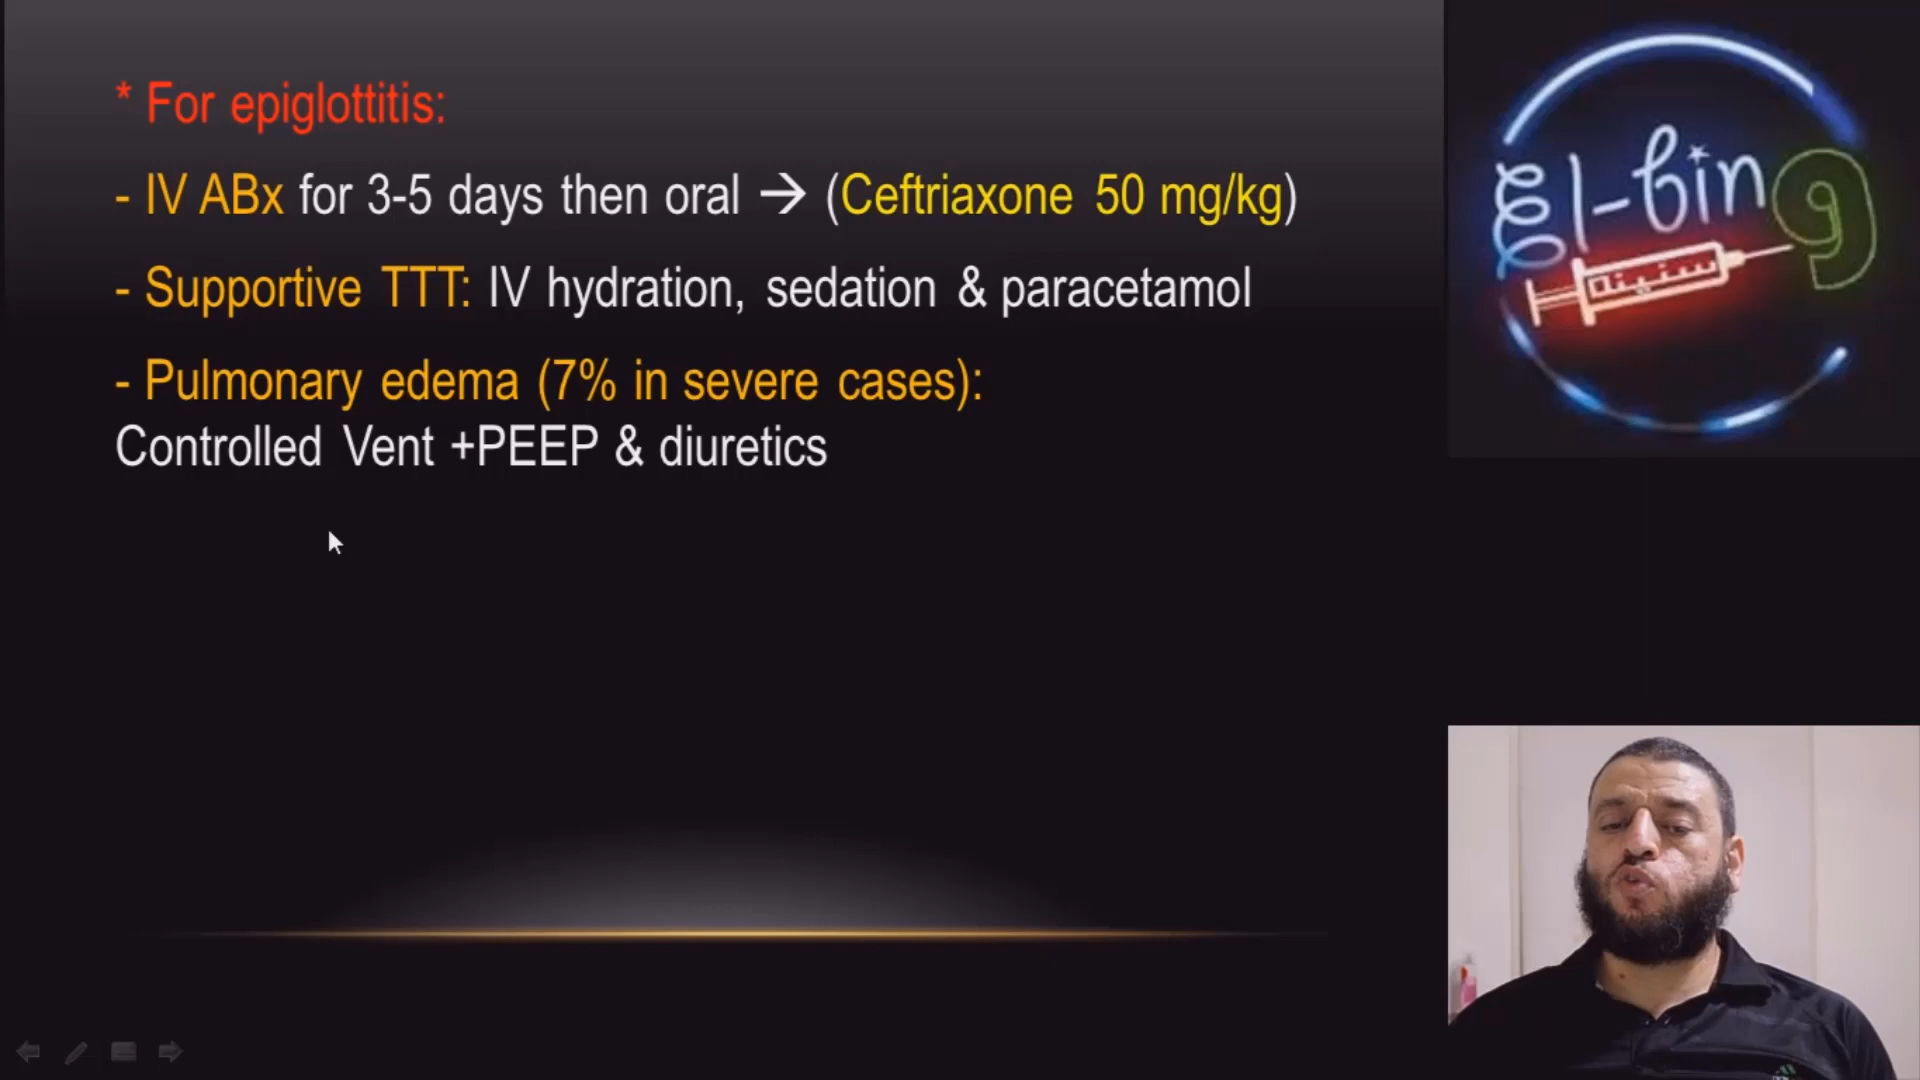 * For epiglottitis:
- IV ABx for 3-5 days then oral → (Ceftriaxone 50 mg/kg)
- Supportive TTT: IV hydration, sedation & paracetamol
- Pulmonary edema (7% in severe cases):
Controlled Vent +PEEP & diuretics
El-bing